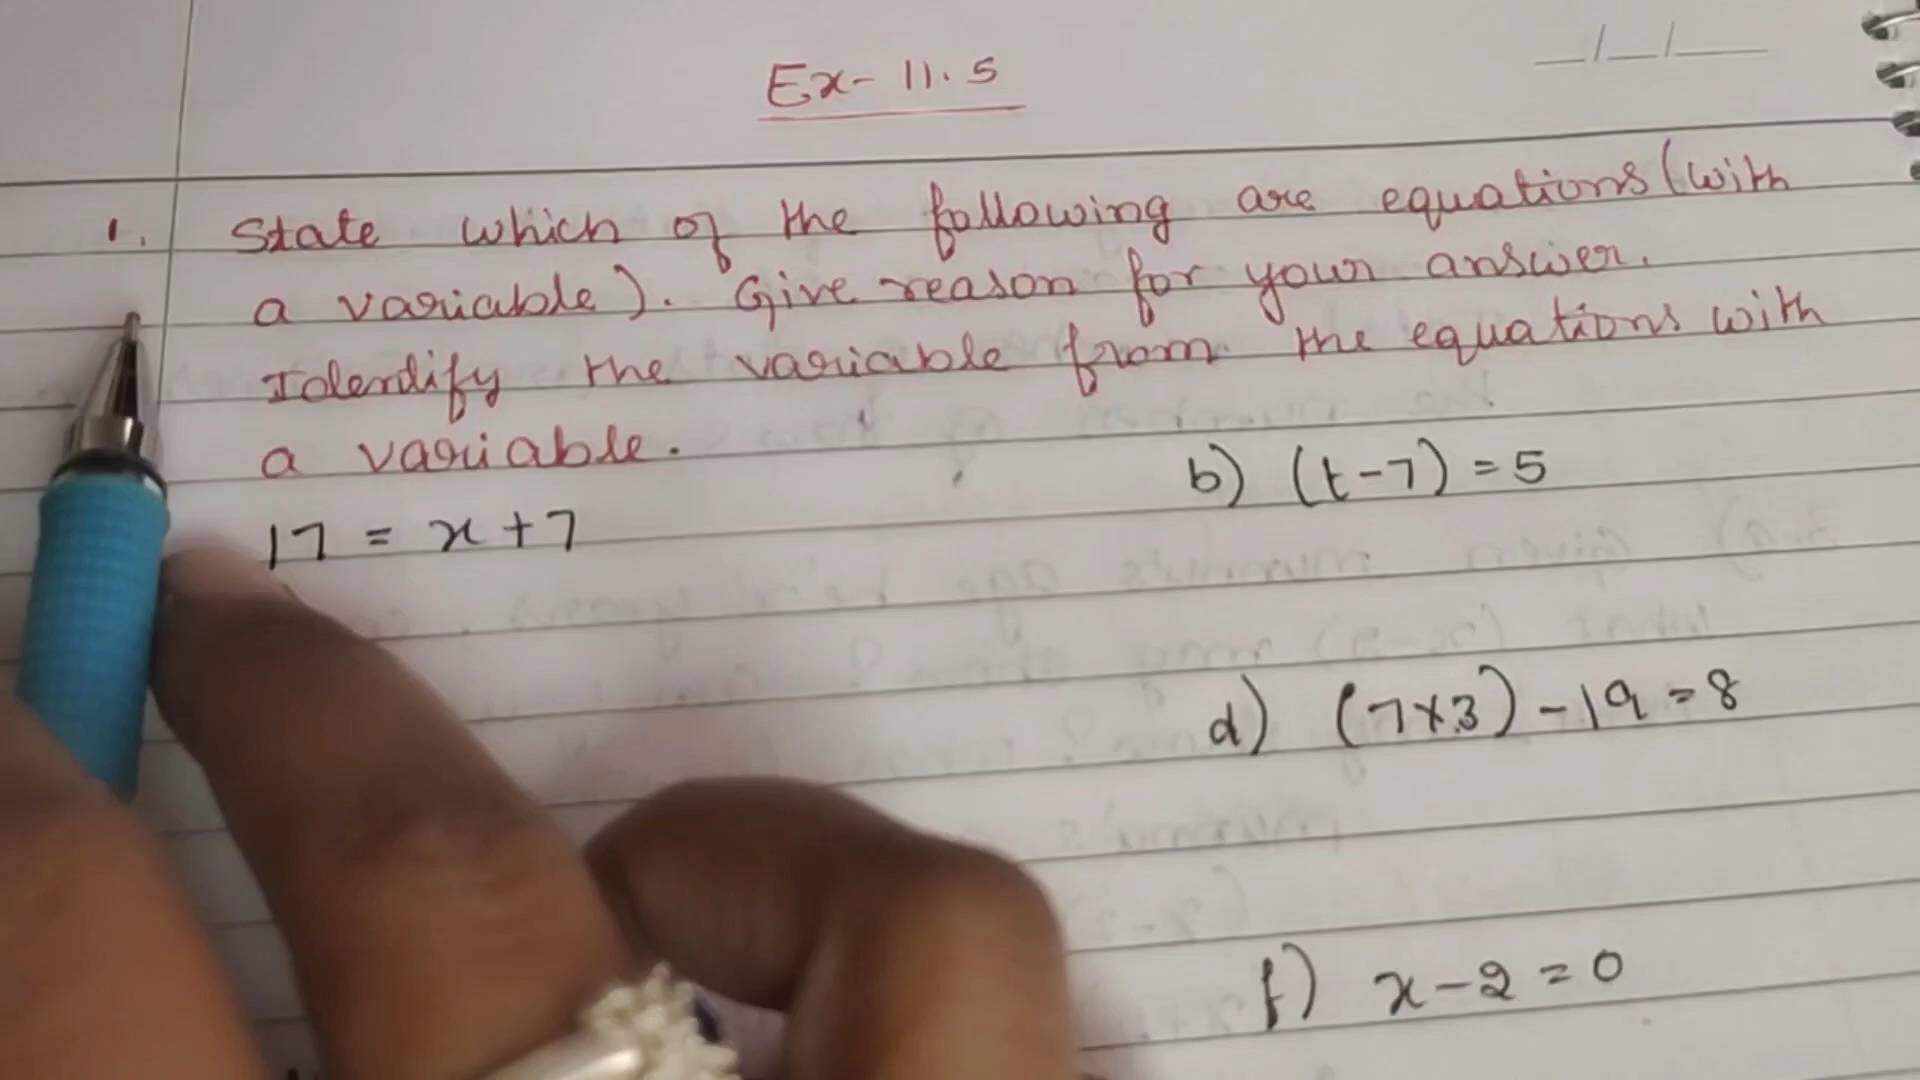 Ex- 11.5
1. State which of the following are equations (with
a variable). Give reason for your answer.
Identify the variable from the equations with
a variable.
17 = x + 7
b) (t-7) = 5
d) (7×3) - 19 = 8
f) x - 2 = 0